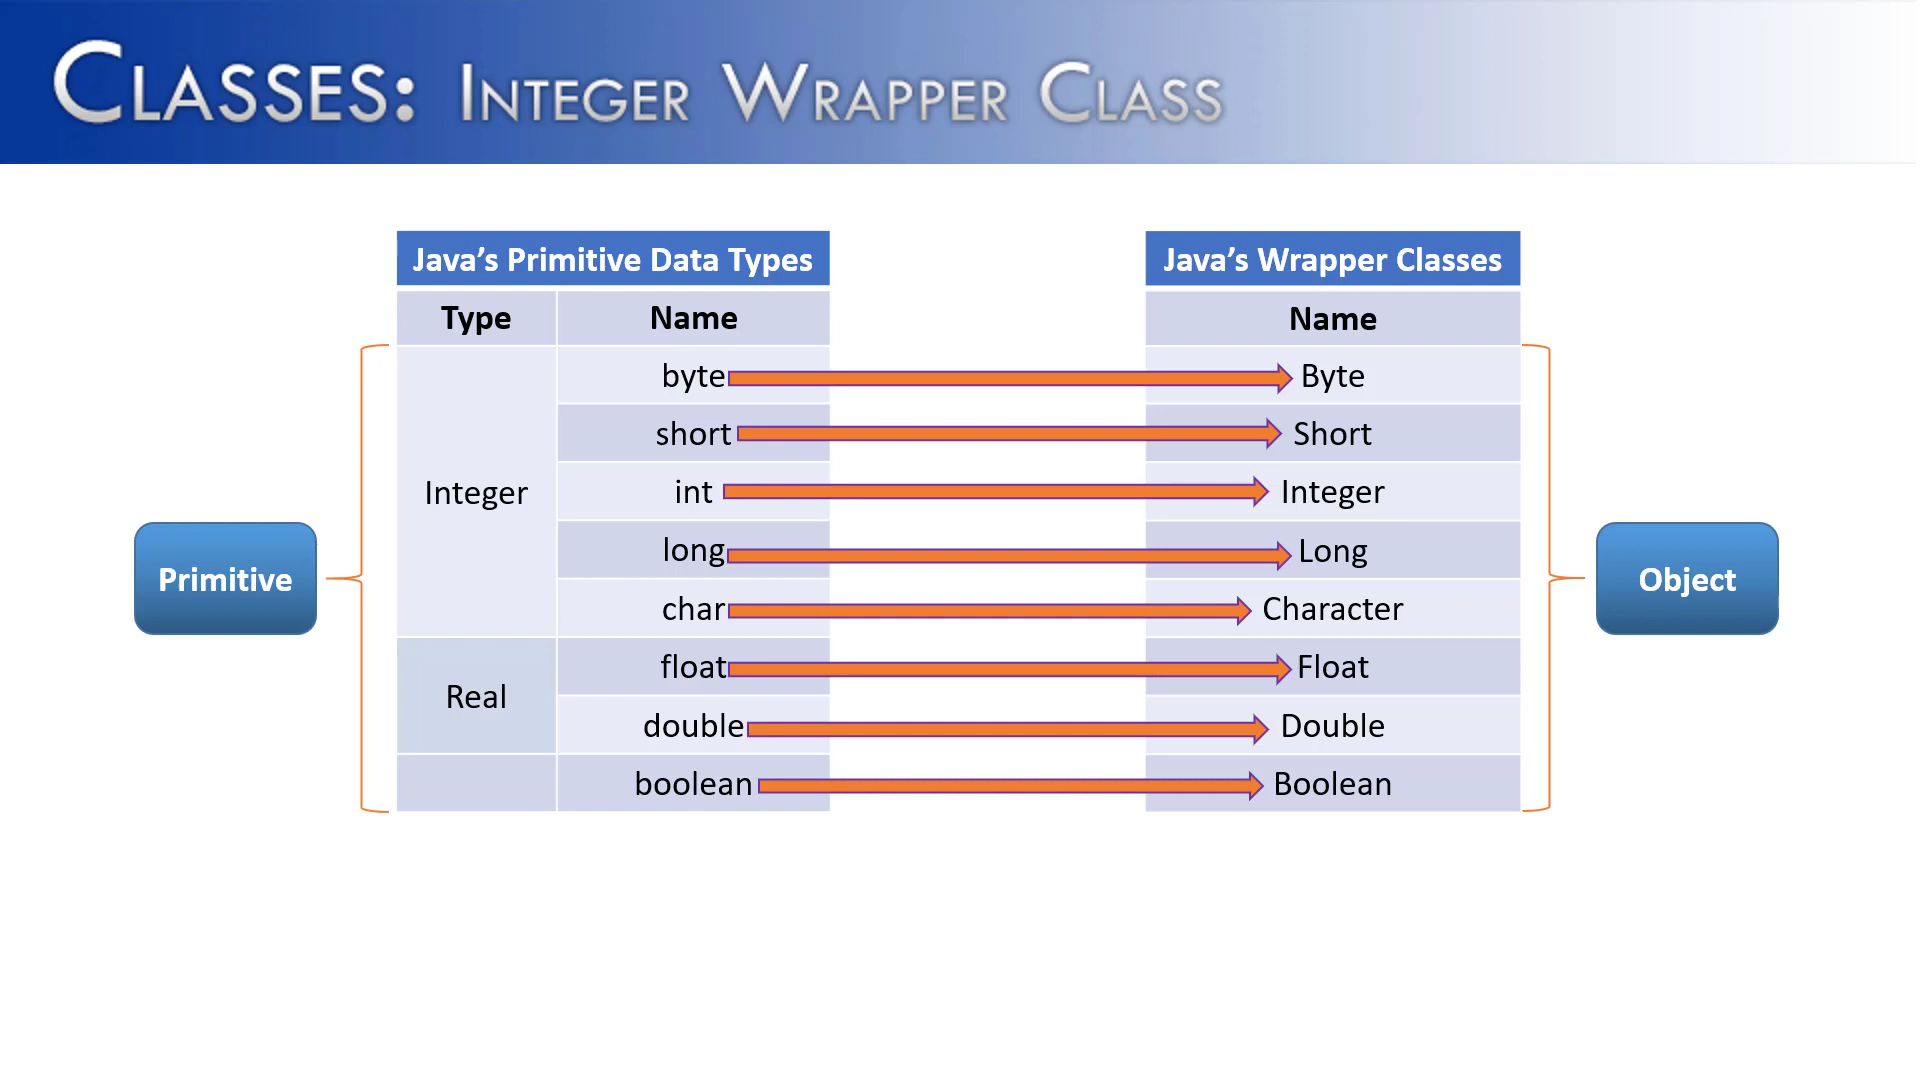 Classes: Integer Wrapper Class
Java's Primitive Data Types
Java's Wrapper Classes
Type Name
Name
byte Byte
short Short
Integer int Integer
long Long
char Character
Real float Float
double Double
boolean Boolean
Primitive
Object